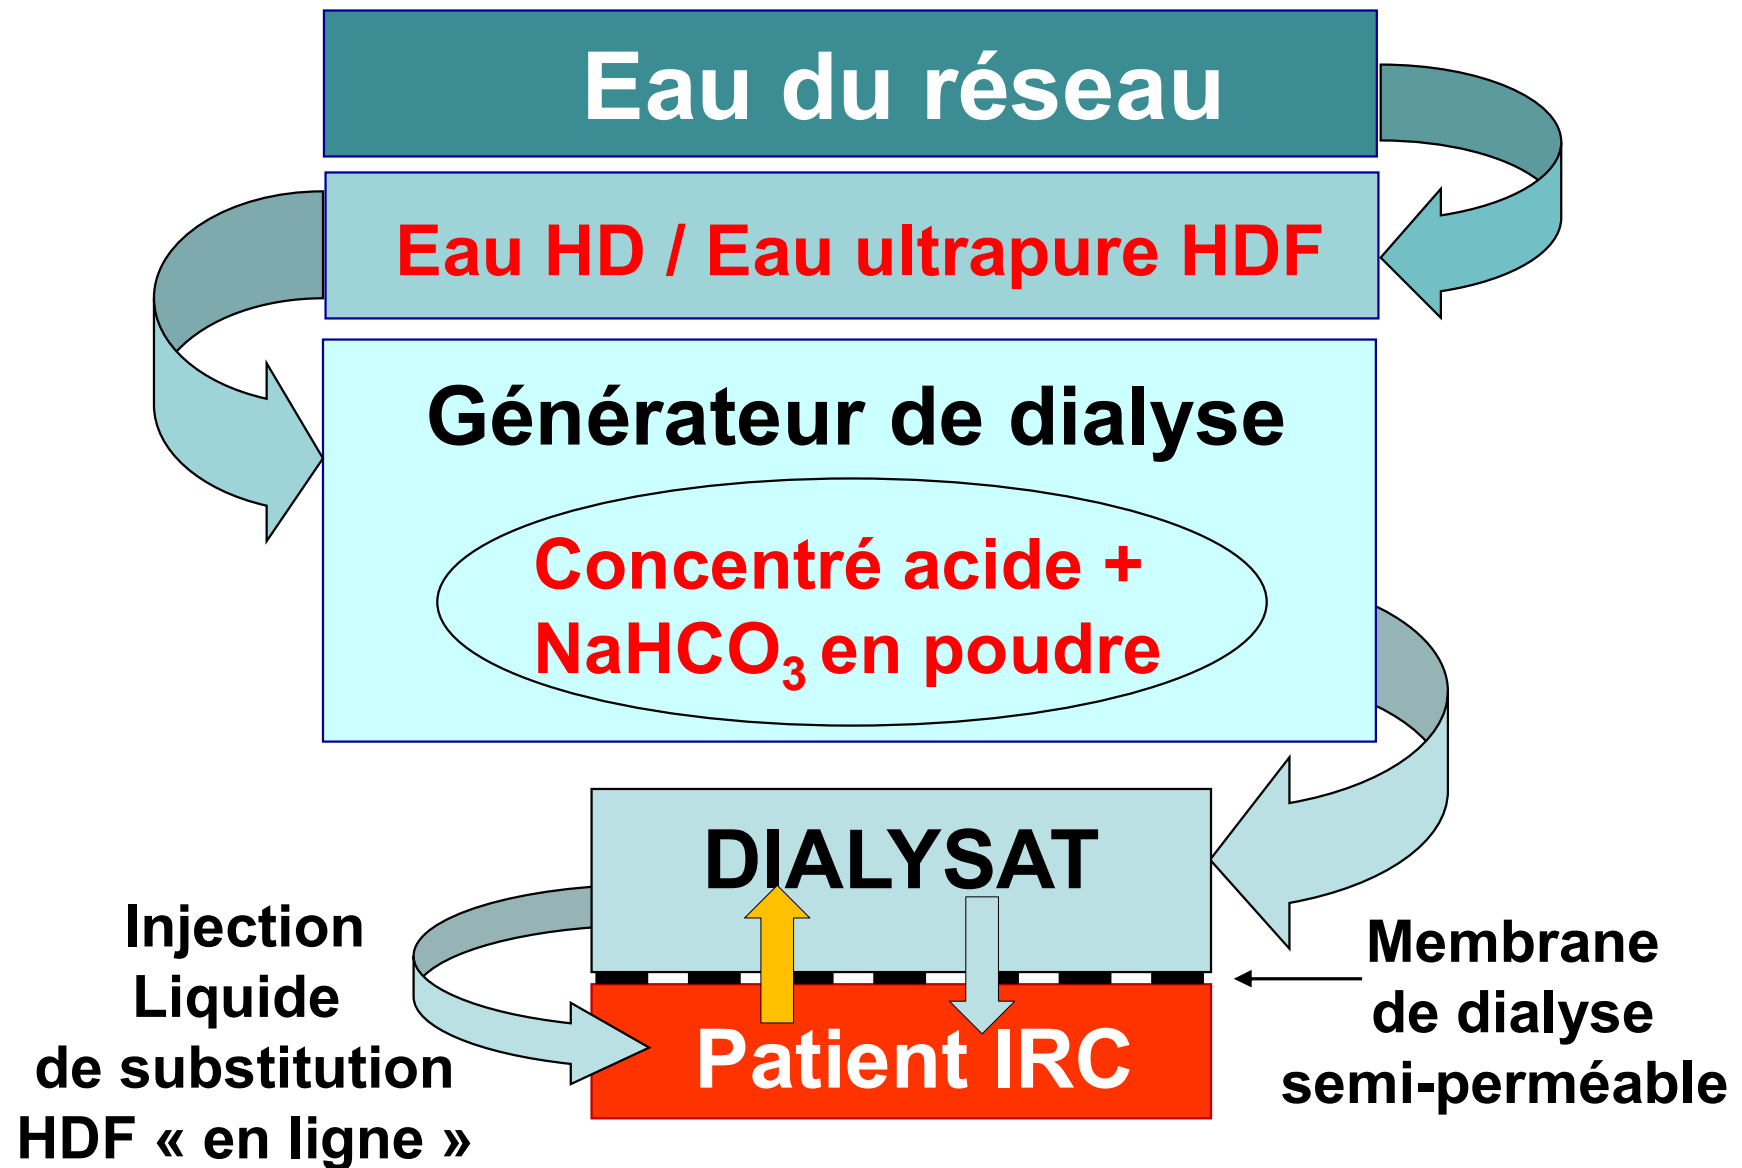 Eau du réseau
Eau HD / Eau ultrapure HDF
Générateur de dialyse
Concentré acide +
NaHCO₃ en poudre
DIALYSAT
Injection
Liquide
de substitution
HDF « en ligne »
Membrane
de dialyse
semi-perméable
Patient IRC